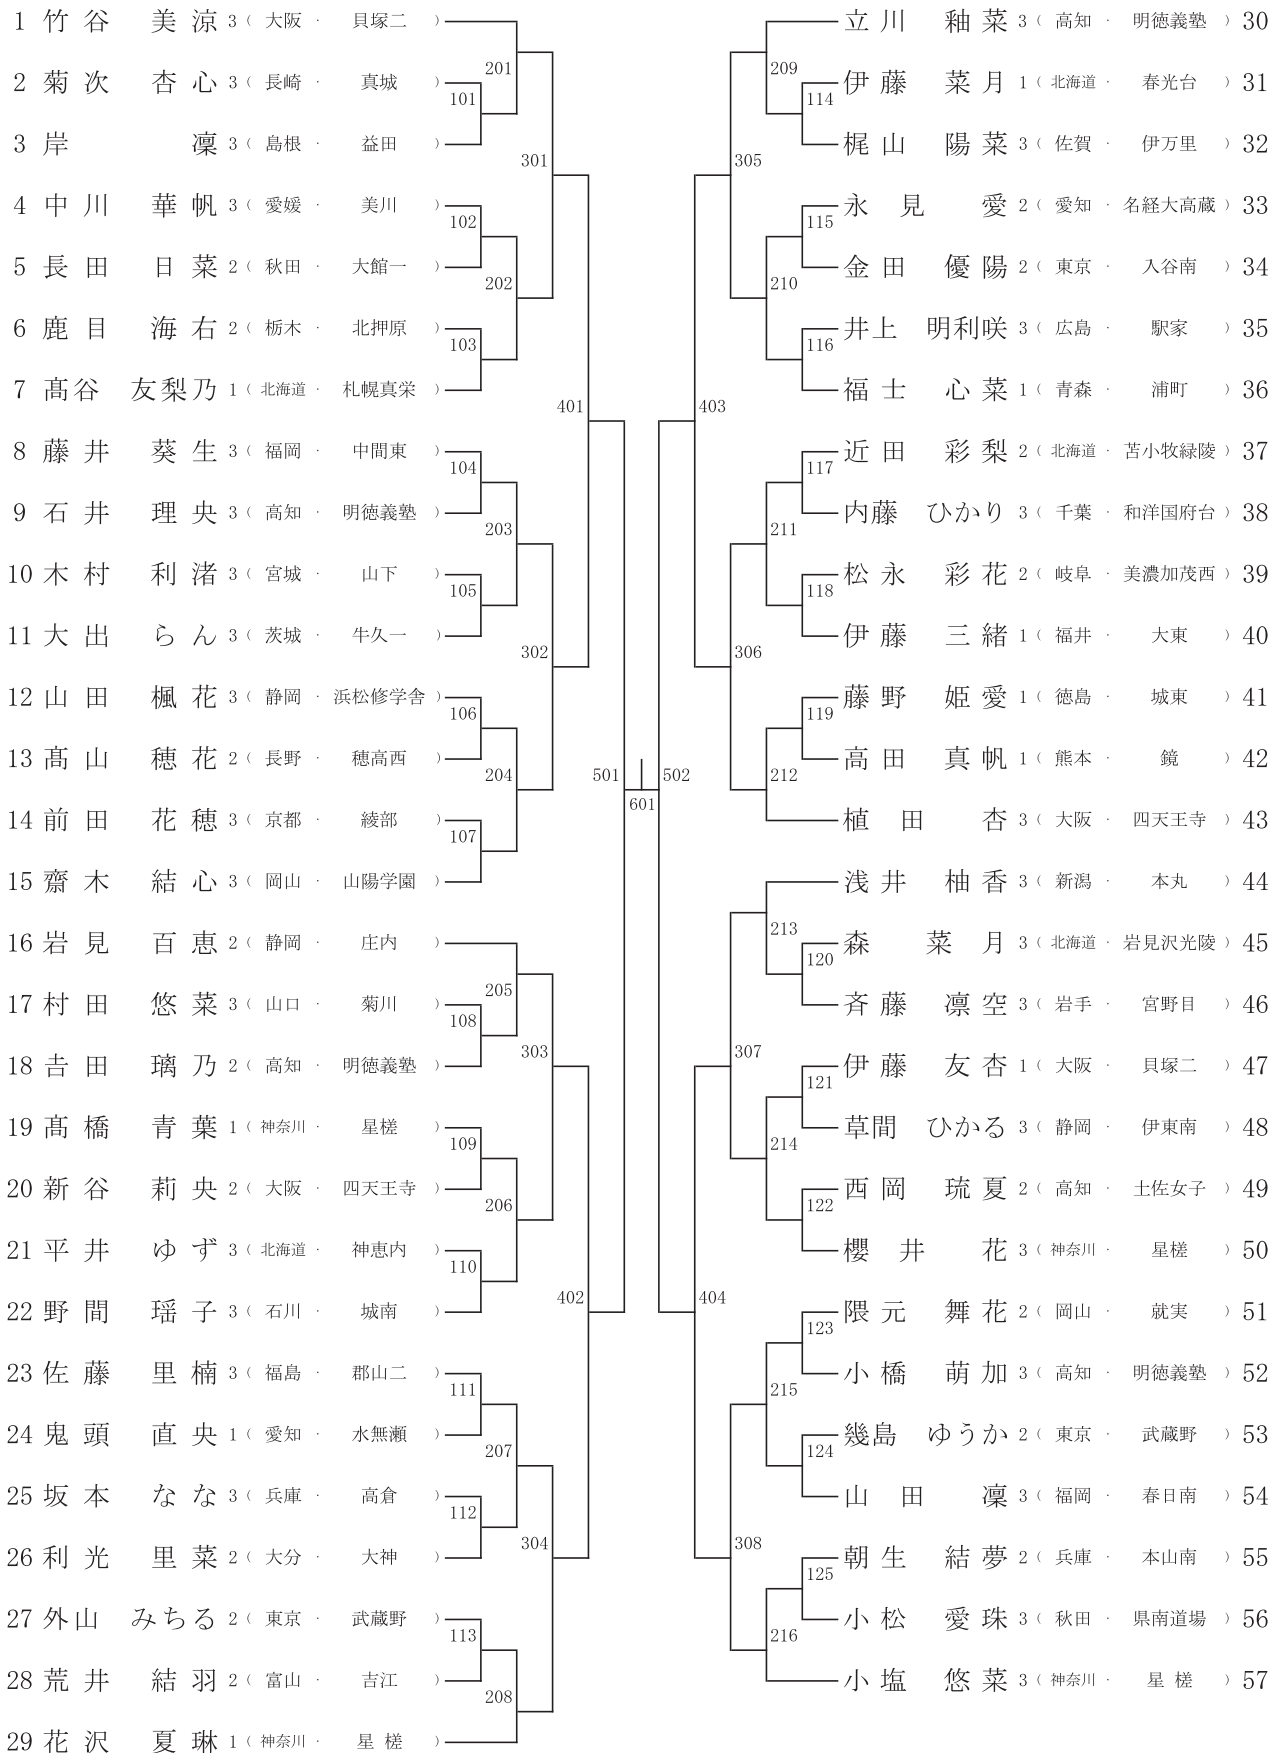 1 竹谷 美涼 3 ( 大阪 ・ 貝塚二 )
2 菊次 杏心 3 ( 長崎 ・ 真城 )
3 岸 凜 3 ( 島根 ・ 益田 )
4 中川 華帆 3 ( 愛媛 ・ 美川 )
5 長田 日菜 2 ( 秋田 ・ 大館一 )
6 鹿目 海右 2 ( 栃木 ・ 北押原 )
7 髙谷 友梨乃 1 ( 北海道 ・ 札幌真栄 )
8 藤井 葵生 3 ( 福岡 ・ 中間東 )
9 石井 理央 3 ( 高知 ・ 明徳義塾 )
10 木村 利渚 3 ( 宮城 ・ 山下 )
11 大出 らん 3 ( 茨城 ・ 牛久一 )
12 山田 楓花 3 ( 静岡 ・ 浜松修学舎 )
13 髙山 穂花 2 ( 長野 ・ 穂高西 )
14 前田 花穂 3 ( 京都 ・ 綾部 )
15 齋木 結心 3 ( 岡山 ・ 山陽学園 )
16 岩見 百恵 2 ( 静岡 ・ 庄内 )
17 村田 悠菜 3 ( 山口 ・ 菊川 )
18 𠮷田 璃乃 2 ( 高知 ・ 明徳義塾 )
19 髙橋 青葉 1 ( 神奈川 ・ 星槎 )
20 新谷 莉央 2 ( 大阪 ・ 四天王寺 )
21 平井 ゆず 3 ( 北海道 ・ 神恵内 )
22 野間 瑶子 3 ( 石川 ・ 城南 )
23 佐藤 里楠 3 ( 福島 ・ 郡山二 )
24 鬼頭 直央 1 ( 愛知 ・ 水無瀬 )
25 坂本 なな 3 ( 兵庫 ・ 高倉 )
26 利光 里菜 2 ( 大分 ・ 大神 )
27 外山 みちる 2 ( 東京 ・ 武蔵野 )
28 荒井 結羽 2 ( 富山 ・ 吉江 )
29 花沢 夏琳 1 ( 神奈川 ・ 星槎 )
101
102
103
104
105
106
107
108
109
110
111
112
113
201
202
203
204
205
206
207
208
301
302
303
304
401
402
501
601
502
403
404
305
306
307
308
209
210
211
212
213
214
215
216
114
115
116
117
118
119
120
121
122
123
124
125
立川 釉菜 3 ( 高知 ・ 明徳義塾 ) 30
伊藤 菜月 1 ( 北海道 ・ 春光台 ) 31
梶山 陽菜 3 ( 佐賀 ・ 伊万里 ) 32
永見 愛 2 ( 愛知 ・ 名経大高蔵 ) 33
金田 優陽 2 ( 東京 ・ 入谷南 ) 34
井上 明利咲 3 ( 広島 ・ 駅家 ) 35
福士 心菜 1 ( 青森 ・ 浦町 ) 36
近田 彩梨 2 ( 北海道 ・ 苫小牧緑陵 ) 37
内藤 ひかり 3 ( 千葉 ・ 和洋国府台 ) 38
松永 彩花 2 ( 岐阜 ・ 美濃加茂西 ) 39
伊藤 三緒 1 ( 福井 ・ 大東 ) 40
藤野 姫愛 1 ( 徳島 ・ 城東 ) 41
高田 真帆 1 ( 熊本 ・ 鏡 ) 42
植田 杏 3 ( 大阪 ・ 四天王寺 ) 43
浅井 柚香 3 ( 新潟 ・ 本丸 ) 44
森 菜月 3 ( 北海道 ・ 岩見沢光陵 ) 45
斉藤 凛空 3 ( 岩手 ・ 宮野目 ) 46
伊藤 友杏 1 ( 大阪 ・ 貝塚二 ) 47
草間 ひかる 3 ( 静岡 ・ 伊東南 ) 48
西岡 琉夏 2 ( 高知 ・ 土佐女子 ) 49
櫻井 花 3 ( 神奈川 ・ 星槎 ) 50
隈元 舞花 2 ( 岡山 ・ 就実 ) 51
小橋 萌加 3 ( 高知 ・ 明徳義塾 ) 52
幾島 ゆうか 2 ( 東京 ・ 武蔵野 ) 53
山田 凜 3 ( 福岡 ・ 春日南 ) 54
朝生 結夢 2 ( 兵庫 ・ 本山南 ) 55
小松 愛珠 3 ( 秋田 ・ 県南道場 ) 56
小塩 悠菜 3 ( 神奈川 ・ 星槎 ) 57